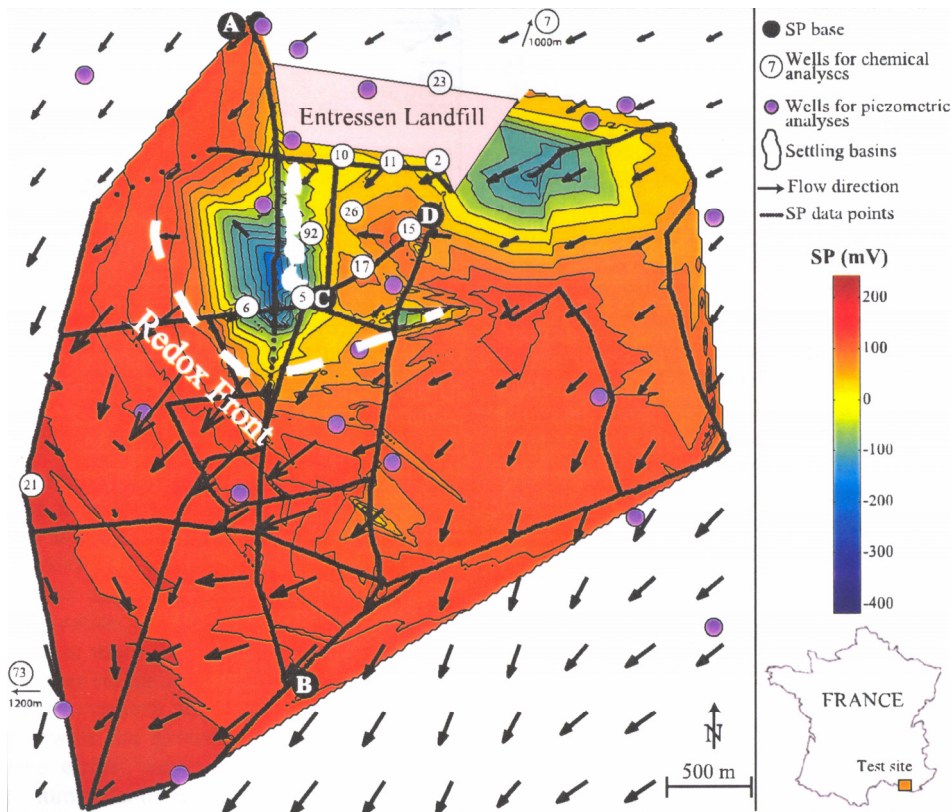 A
7
1000m
23
Entressen Landfill
10
11
2
26
D
92
15
17
5
C
6
Redox Front
21
B
73
1200m
N
500 m
SP base
7
Wells for chemical
analyses
Wells for piezometric
analyses
Settling basins
Flow direction
SP data points
SP (mV)
200
100
0
-100
-200
-300
-400
FRANCE
Test site